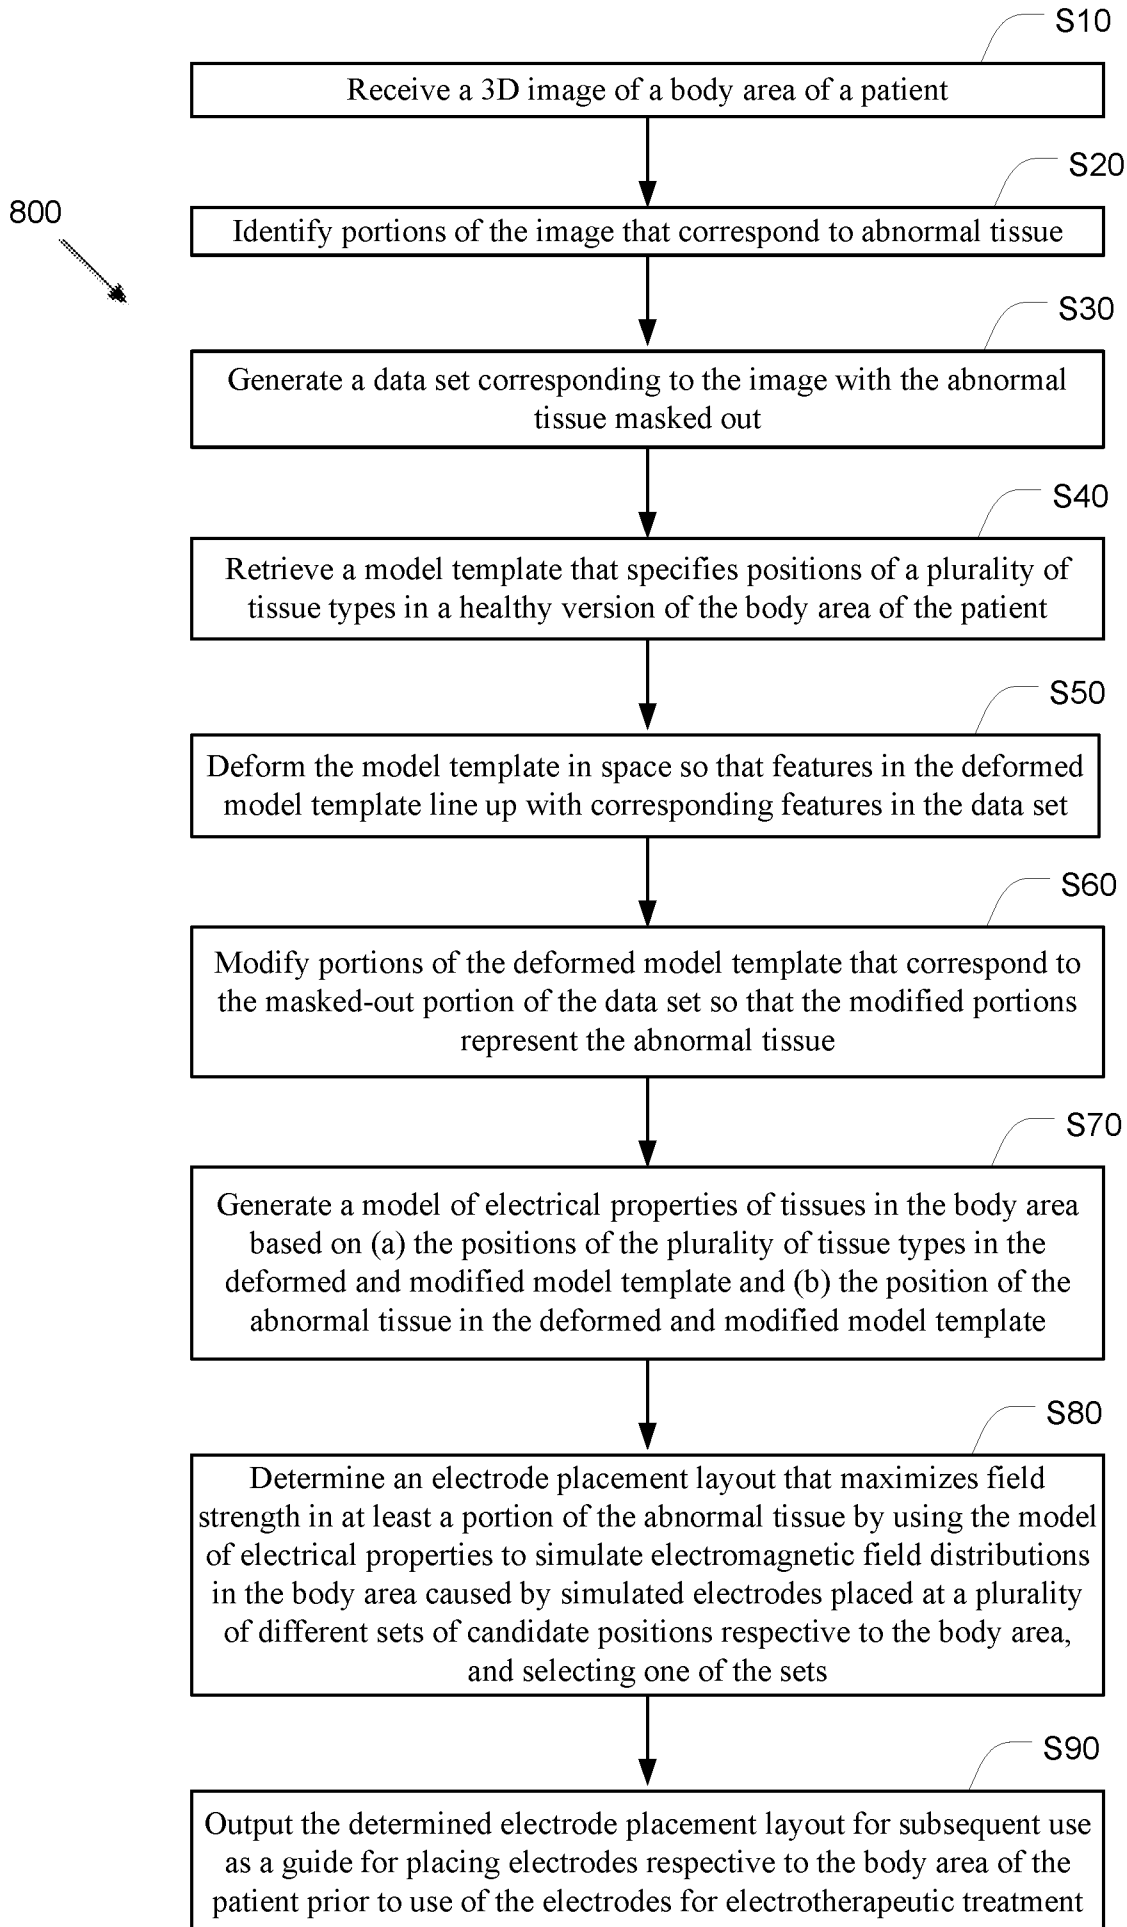 S10
Receive a 3D image of a body area of a patient
S20
800
Identify portions of the image that correspond to abnormal tissue
S30
Generate a data set corresponding to the image with the abnormal
tissue masked out
S40
Retrieve a model template that specifies positions of a plurality of
tissue types in a healthy version of the body area of the patient
S50
Deform the model template in space so that features in the deformed
model template line up with corresponding features in the data set
S60
Modify portions of the deformed model template that correspond to
the masked-out portion of the data set so that the modified portions
represent the abnormal tissue
S70
Generate a model of electrical properties of tissues in the body area
based on (a) the positions of the plurality of tissue types in the
deformed and modified model template and (b) the position of the
abnormal tissue in the deformed and modified model template
S80
Determine an electrode placement layout that maximizes field
strength in at least a portion of the abnormal tissue by using the model
of electrical properties to simulate electromagnetic field distributions
in the body area caused by simulated electrodes placed at a plurality
of different sets of candidate positions respective to the body area,
and selecting one of the sets
S90
Output the determined electrode placement layout for subsequent use
as a guide for placing electrodes respective to the body area of the
patient prior to use of the electrodes for electrotherapeutic treatment